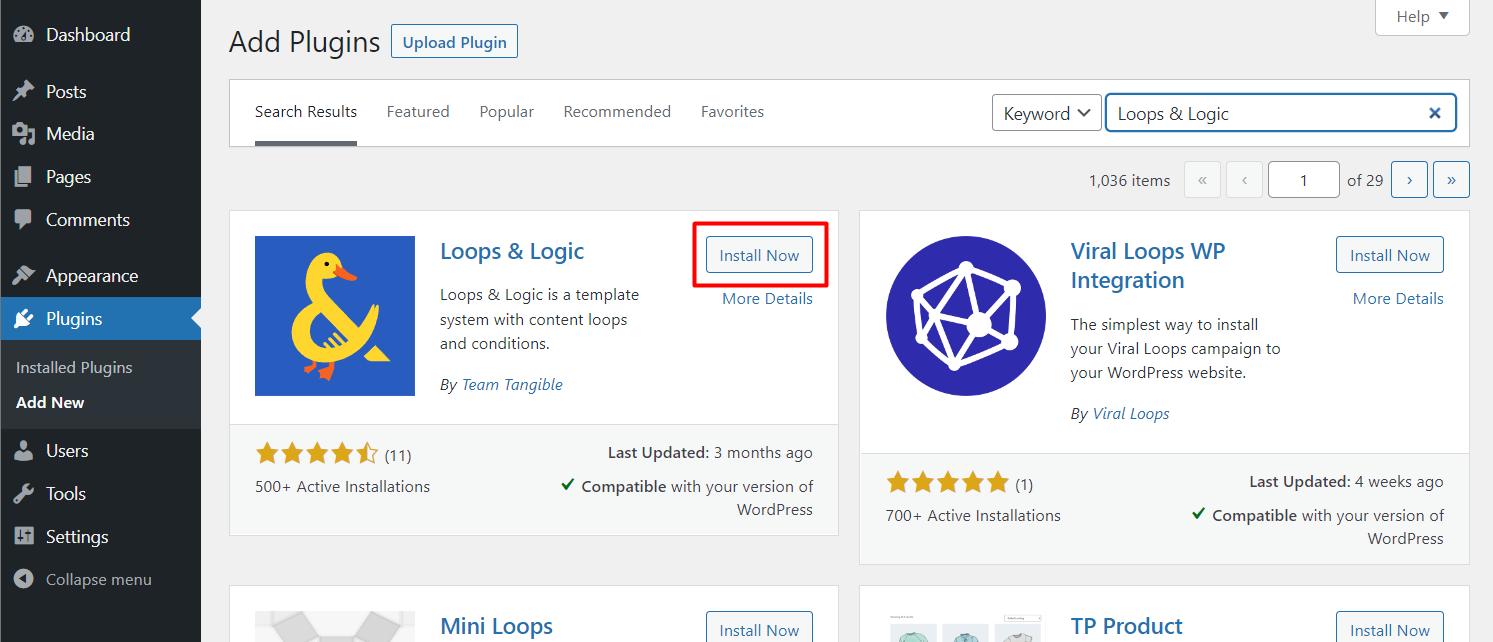 Dashboard
Posts
Media
Pages
Comments
Appearance
Plugins
Installed Plugins
Add New
Users
Tools
Settings
Collapse menu
Help
Add Plugins
Upload Plugin
Search Results
Featured
Popular
Recommended
Favorites
Keyword
Loops & Logic
1,036 items
«
‹
1
of 29
›
»
Loops & Logic
Install Now
More Details
Loops & Logic is a template
system with content loops
and conditions.
By Team Tangible
(11)
500+ Active Installations
Last Updated: 3 months ago
Compatible with your version of
WordPress
Viral Loops WP
Integration
Install Now
More Details
The simplest way to install
your Viral Loops campaign to
your WordPress website.
By Viral Loops
(1)
700+ Active Installations
Last Updated: 4 weeks ago
Compatible with your version of
WordPress
Mini Loops
Install Now
TP Product
Install Now